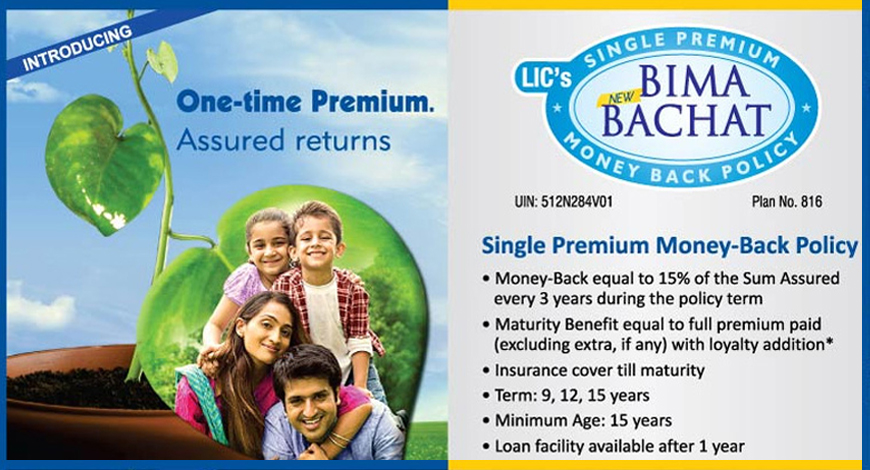 INTRODUCING
One-time Premium.
Assured returns
LIC's
SINGLE PREMIUM
NEW BIMA
BACHAT
MONEY BACK POLICY
UIN: 512N284V01 Plan No. 816
Single Premium Money-Back Policy
• Money-Back equal to 15% of the Sum Assured
every 3 years during the policy term
• Maturity Benefit equal to full premium paid
(excluding extra, if any) with loyalty addition*
• Insurance cover till maturity
• Term: 9, 12, 15 years
• Minimum Age: 15 years
• Loan facility available after 1 year